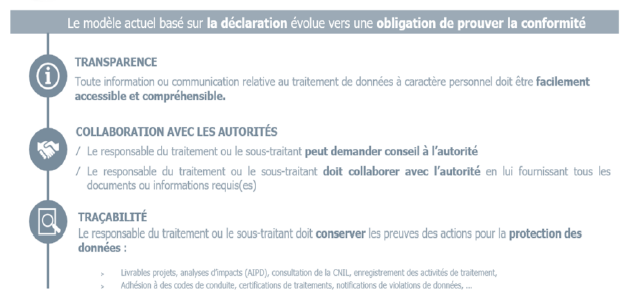 Le modèle actuel basé sur la déclaration évolue vers une obligation de prouver la conformité
TRANSPARENCE
Toute information ou communication relative au traitement de données à caractère personnel doit être facilement
accessible et compréhensible.
COLLABORATION AVEC LES AUTORITÉS
/ Le responsable du traitement ou le sous-traitant peut demander conseil à l'autorité
/ Le responsable du traitement ou le sous-traitant doit collaborer avec l'autorité en lui fournissant tous les
documents ou informations requis(es)
TRAÇABILITÉ
Le responsable du traitement ou le sous-traitant doit conserver les preuves des actions pour la protection des
données :
» Livrables projets, analyses d'impacts (AIPD), consultation de la CNIL, enregistrement des activités de traitement,
» Adhésion à des codes de conduite, certifications de traitements, notifications de violations de données, ...